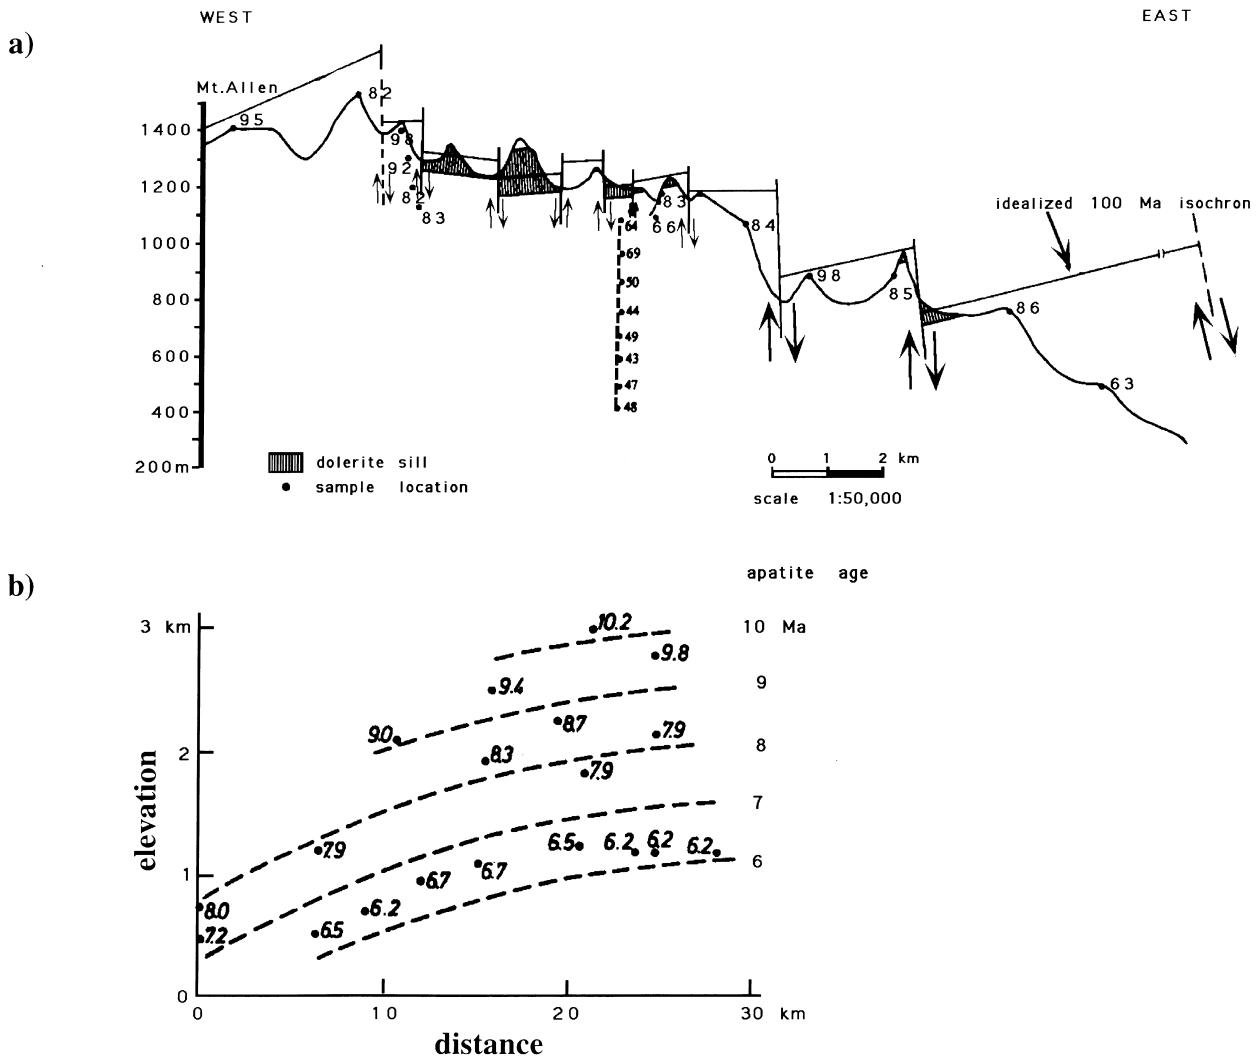 WEST EAST
a)
Mt.Allen
82
95
1400
98
92
1200
82
83
83
66
84
64
idealized 100 Ma isochron
1000
69
98
85
50
800
44
86
49
600
43
63
47
400
48
200m
dolerite sill
sample location
0 1 2 km
scale 1:50,000
b)
apatite age
3 km
10.2
10 Ma
9.8
9.4
9
9.0
8.7
7.9
8
2
8.3
7.9
7
7.9
6.5 6.2 6.2 6.2
6
1
6.7
6.7
8.0
6.2
7.2
6.5
elevation
0
0 10 20 30 km
distance